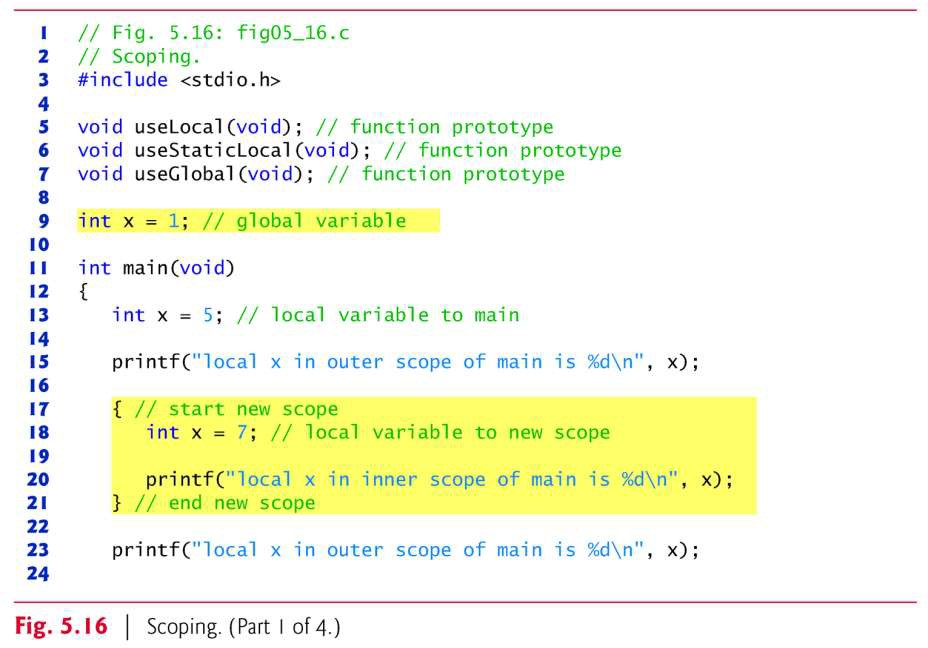 1 // Fig. 5.16: fig05_16.c
2 // Scoping.
3 #include <stdio.h>
4
5 void useLocal(void); // function prototype
6 void useStaticLocal(void); // function prototype
7 void useGlobal(void); // function prototype
8
9 int x = 1; // global variable
10
11 int main(void)
12 {
13    int x = 5; // local variable to main
14
15    printf("local x in outer scope of main is %d\n", x);
16
17    { // start new scope
18       int x = 7; // local variable to new scope
19
20       printf("local x in inner scope of main is %d\n", x);
21    } // end new scope
22
23    printf("local x in outer scope of main is %d\n", x);
24
Fig. 5.16 | Scoping. (Part 1 of 4.)